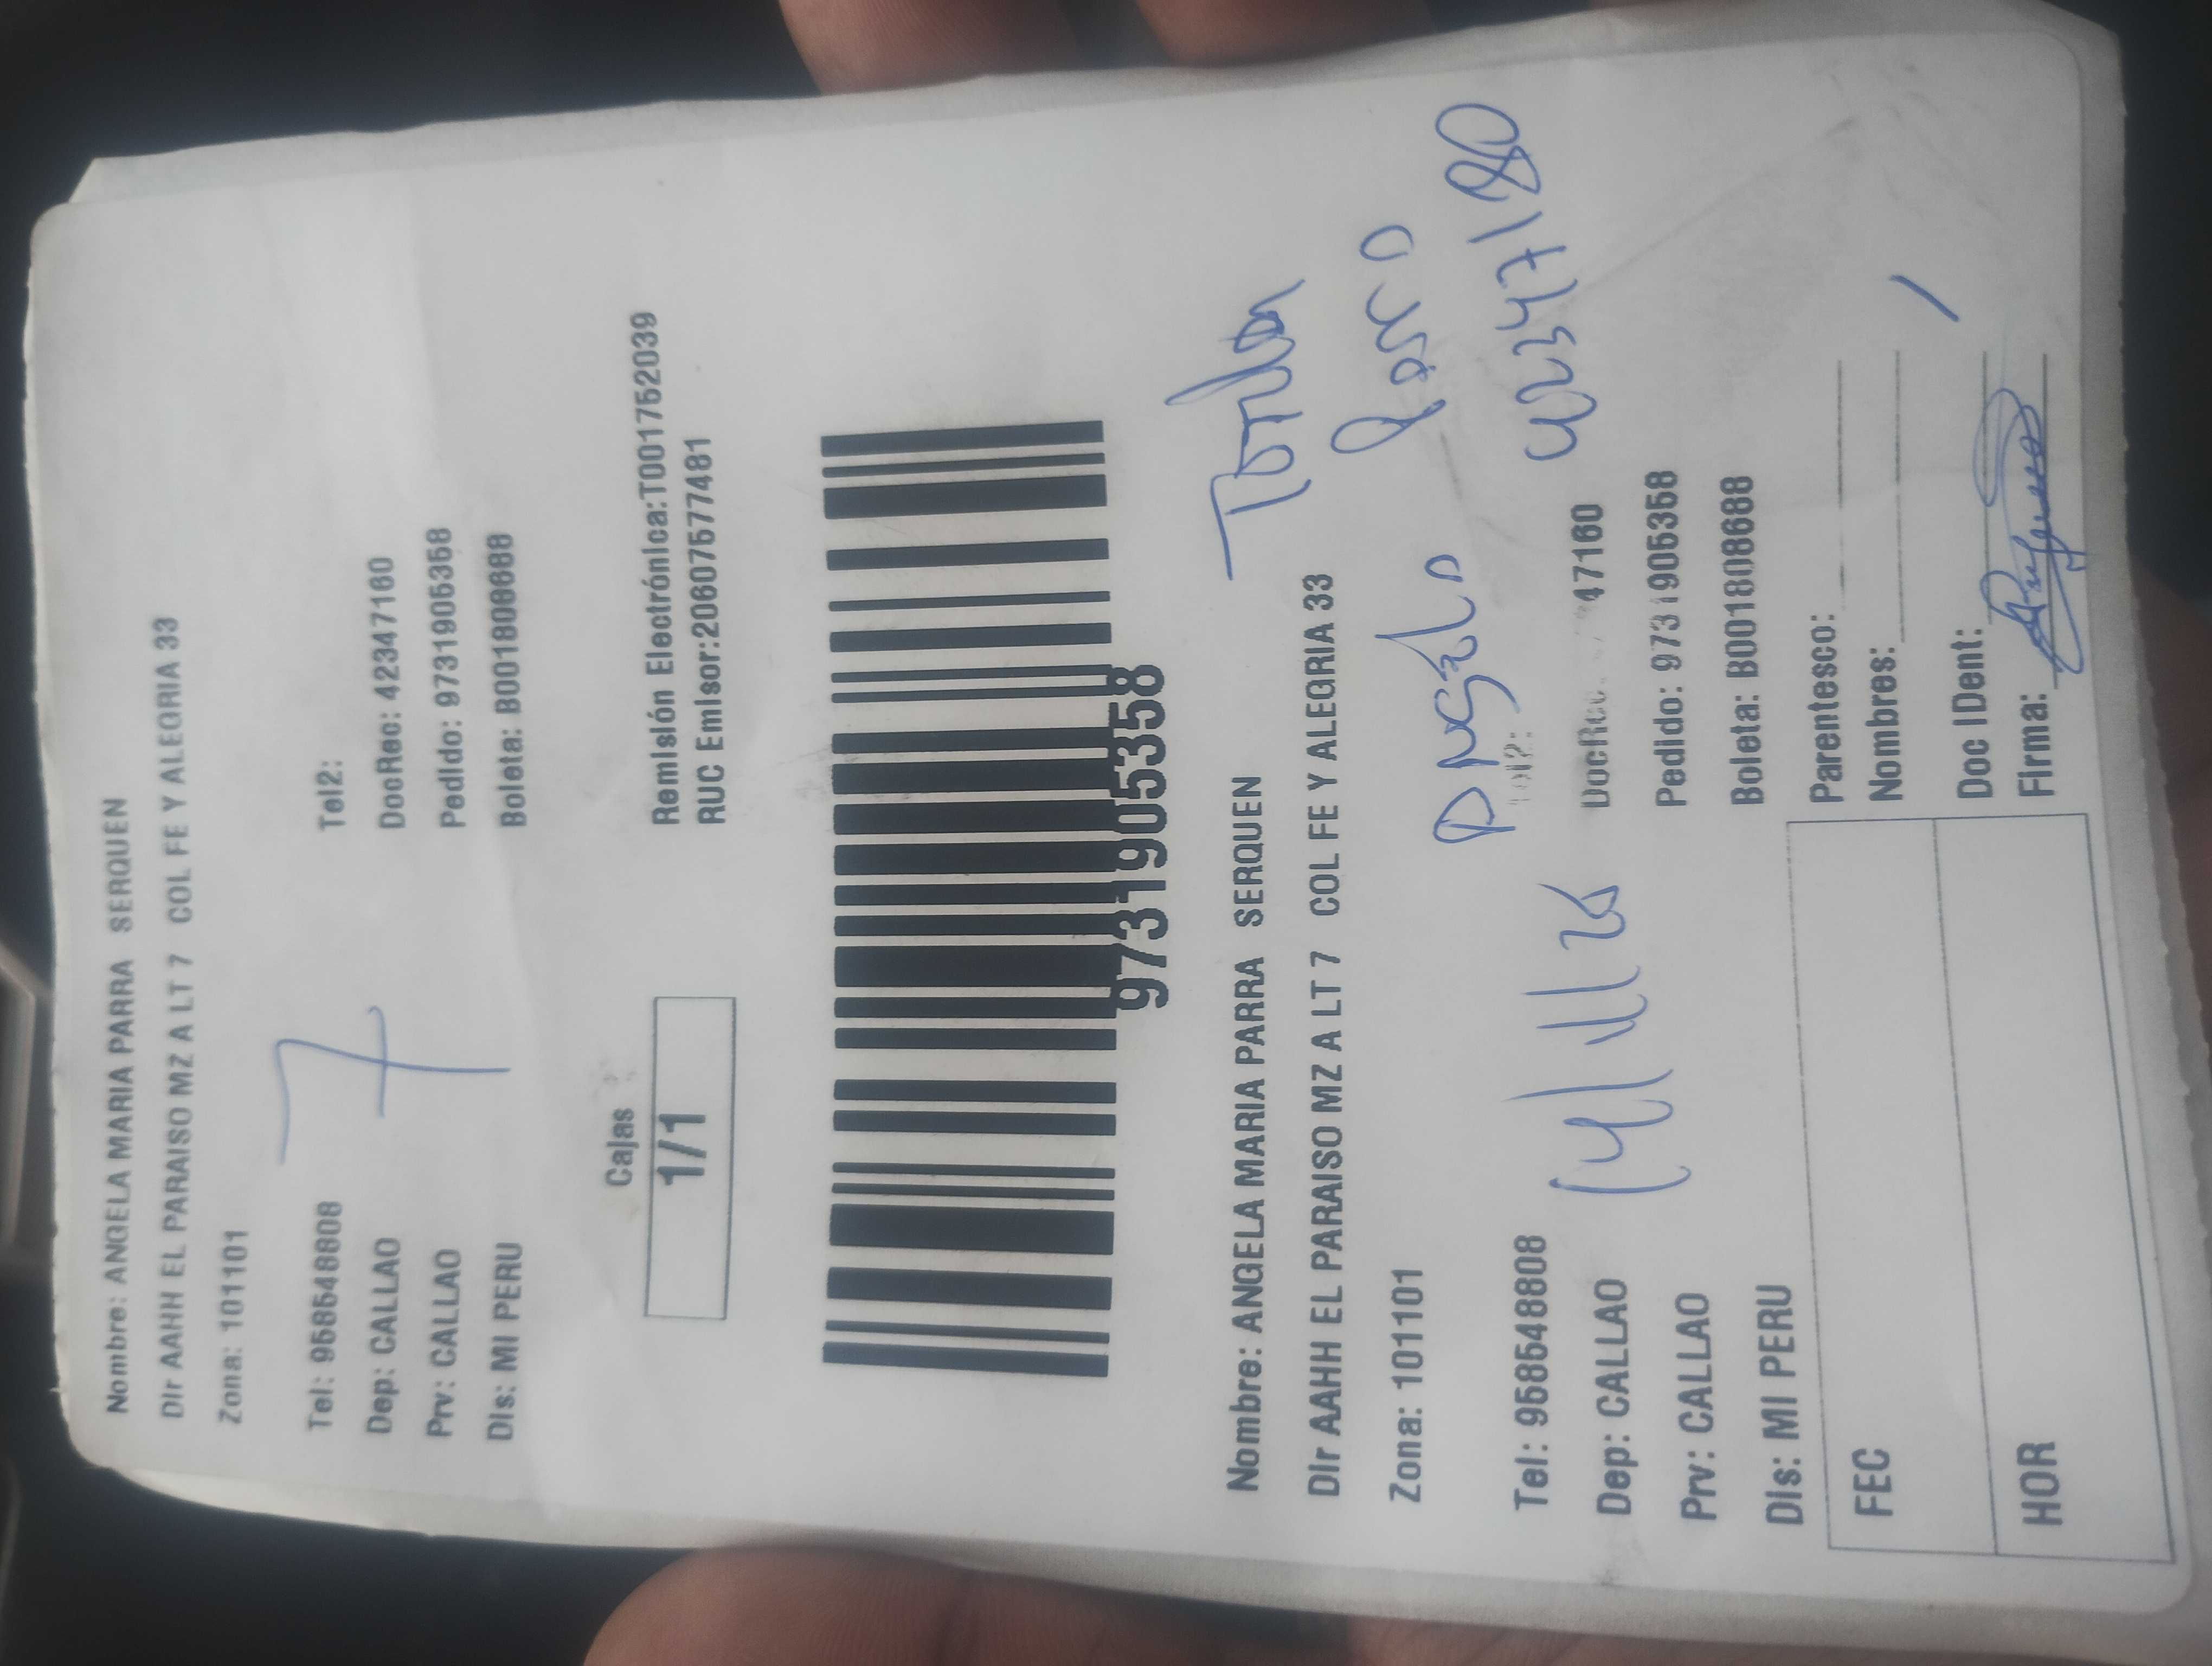 Nombre: ANGELA MARIA PARRA SERQUEN
Dir AAHH EL PARAISO MZ A LT 7 COL FE Y ALEGRIA 33
Zona: 101101
7
Tel: 958548808
Tel2:
Dep: CALLAO
DocRec: 42347160
Prv: CALLAO
Pedido: 9731905358
Dis: MI PERU
Boleta: B001808688
Cajas
1/1
Remisión Electrónica:T001752039
RUC Emisor:20607577481
9731905358
Nombre: ANGELA MARIA PARRA SERQUEN
Dir AAHH EL PARAISO MZ A LT 7 COL FE Y ALEGRIA 33
Zona: 101101
Tel: 958548808
Tel2:
Dep: CALLAO
DocRec: 47160
Prv: CALLAO
Pedido: 9731905358
Dis: MI PERU
Boleta: B001808688
FEC
HOR
Parentesco:
Nombres:
Doc IDent:
Firma: